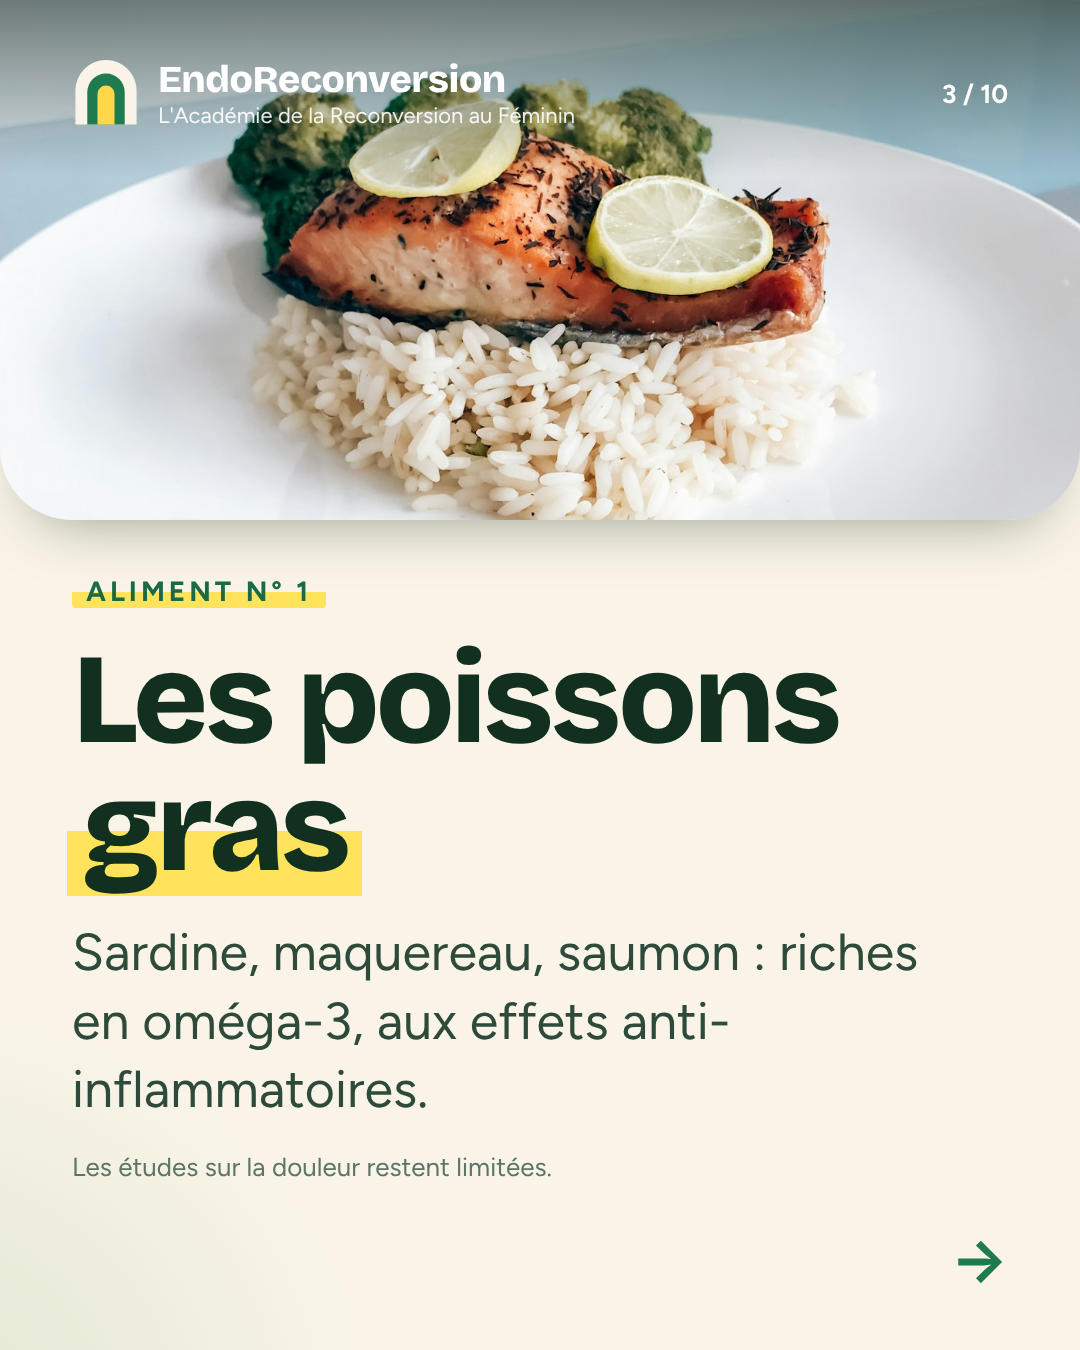 EndoReconversion
L'Académie de la Reconversion au Féminin
3 / 10
ALIMENT N° 1
Les poissons
gras
Sardine, maquereau, saumon : riches
en oméga-3, aux effets anti-
inflammatoires.
Les études sur la douleur restent limitées.